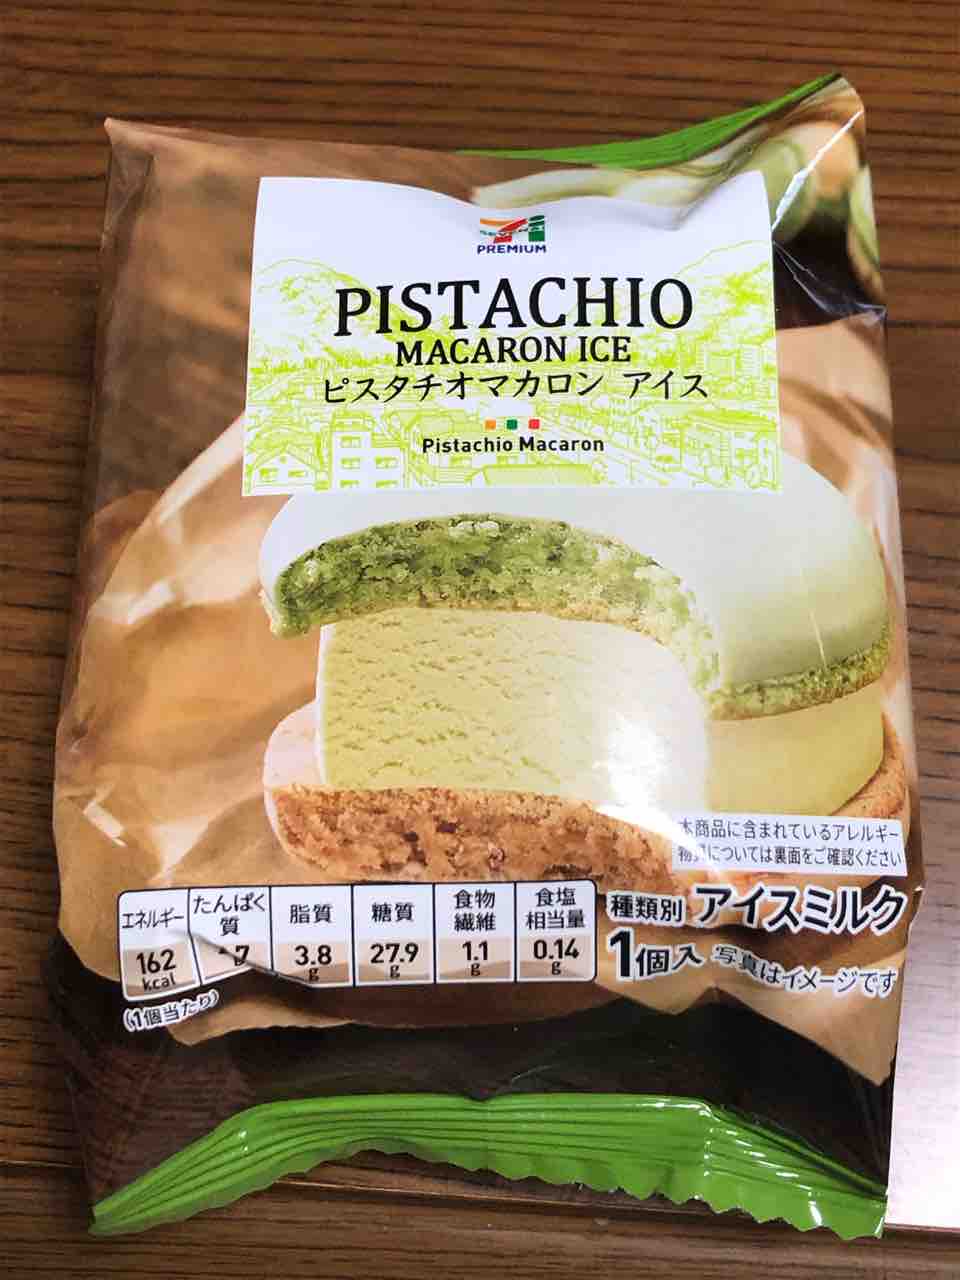 SEVEN & i
PREMIUM
PISTACHIO
MACARON ICE
ピスタチオマカロン アイス
Pistachio Macaron
本商品に含まれているアレルギー
物質については裏面をご確認ください
エネルギー
162
kcal
たんぱく
質
脂質
3.8
g
糖質
27.9
g
食物
繊維
1.1
g
食塩
相当量
0.14
g
(1個当たり)
種類別 アイスミルク
1個入 写真はイメージです